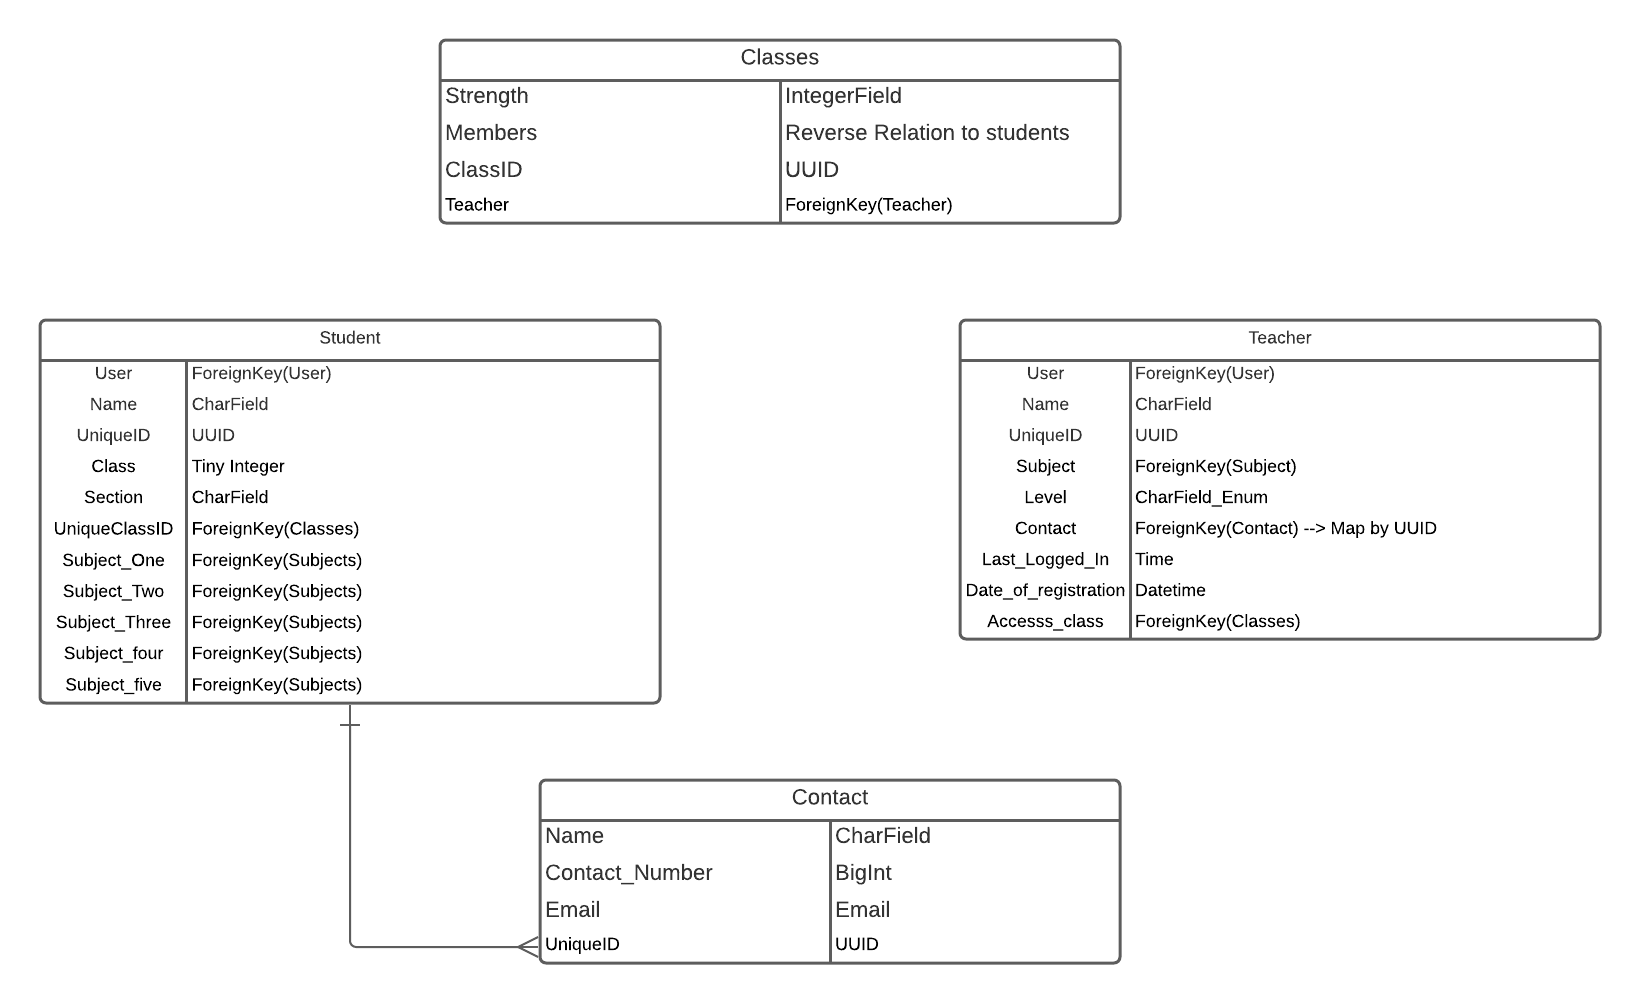 Classes
Strength IntegerField
Members Reverse Relation to students
ClassID UUID
Teacher ForeignKey(Teacher)
Student
User ForeignKey(User)
Name CharField
UniqueID UUID
Class Tiny Integer
Section CharField
UniqueClassID ForeignKey(Classes)
Subject_One ForeignKey(Subjects)
Subject_Two ForeignKey(Subjects)
Subject_Three ForeignKey(Subjects)
Subject_four ForeignKey(Subjects)
Subject_five ForeignKey(Subjects)
Teacher
User ForeignKey(User)
Name CharField
UniqueID UUID
Subject ForeignKey(Subject)
Level CharField_Enum
Contact ForeignKey(Contact) --> Map by UUID
Last_Logged_In Time
Date_of_registration Datetime
Accesss_class ForeignKey(Classes)
Contact
Name CharField
Contact_Number BigInt
Email Email
UniqueID UUID